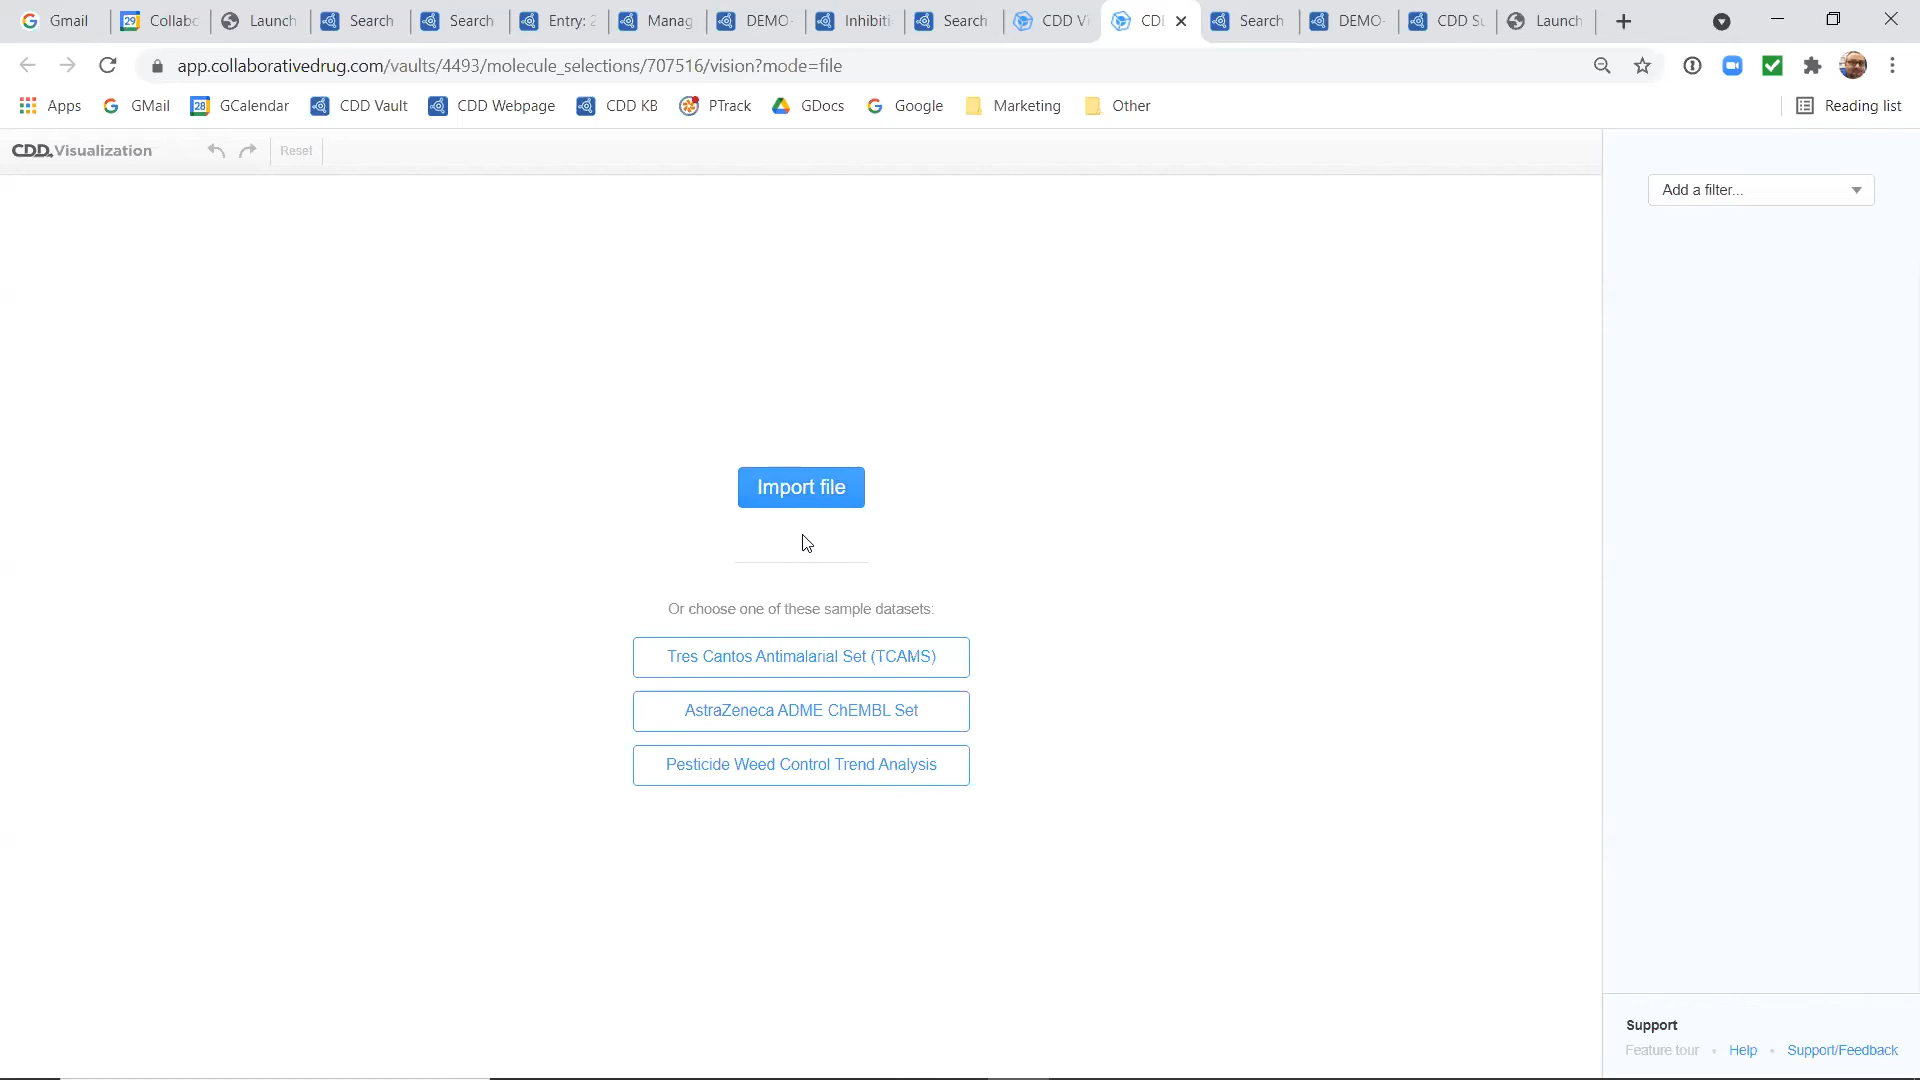 Gmail Collabo Launch Search Search Entry: 2 Manag DEMO- Inhibiti Search CDD Vi CDD Search DEMO- CDD Su Launch
app.collaborativedrug.com/vaults/4493/molecule_selections/707516/vision?mode=file
Apps GMail GCalendar CDD Vault CDD Webpage CDD KB PTrack GDocs Google Marketing Other Reading list
CDD. Visualization Reset
Add a filter...
Import file
Or choose one of these sample datasets:
Tres Cantos Antimalarial Set (TCAMS)
AstraZeneca ADME ChEMBL Set
Pesticide Weed Control Trend Analysis
Support
Feature tour • Help • Support/Feedback